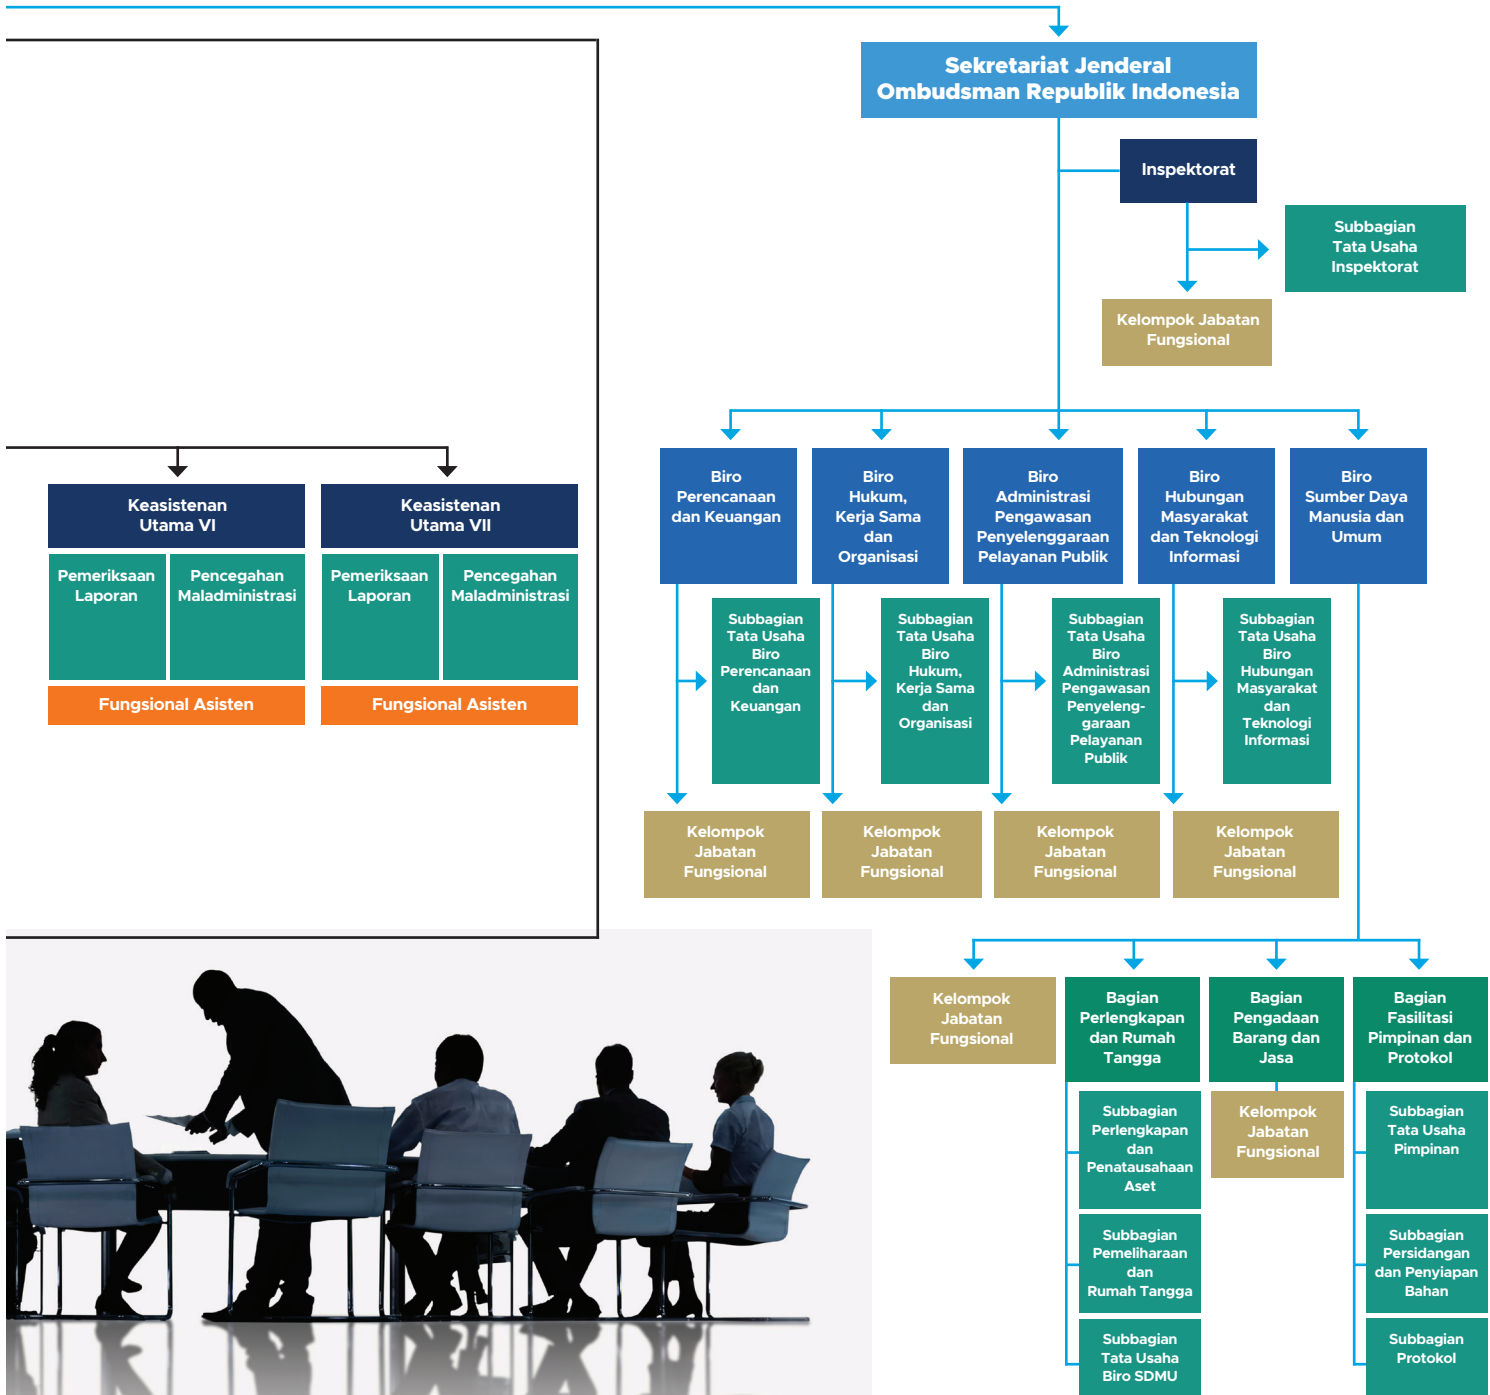 Sekretariat Jenderal
Ombudsman Republik Indonesia
Inspektorat
Subbagian
Tata Usaha
Inspektorat
Kelompok Jabatan
Fungsional
Keasistenan
Utama VI
Pemeriksaan
Laporan
Pencegahan
Maladministrasi
Fungsional Asisten
Keasistenan
Utama VII
Pemeriksaan
Laporan
Pencegahan
Maladministrasi
Fungsional Asisten
Biro
Perencanaan
dan Keuangan
Biro
Hukum,
Kerja Sama
dan
Organisasi
Biro
Administrasi
Pengawasan
Penyelenggaraan
Pelayanan Publik
Biro
Hubungan
Masyarakat
dan Teknologi
Informasi
Biro
Sumber Daya
Manusia dan
Umum
Subbagian
Tata Usaha
Biro
Perencanaan
dan
Keuangan
Subbagian
Tata Usaha
Biro
Hukum,
Kerja Sama
dan
Organisasi
Subbagian
Tata Usaha
Biro
Administrasi
Pengawasan
Penyeleng-
garaan
Pelayanan
Publik
Subbagian
Tata Usaha
Biro
Hubungan
Masyarakat
dan
Teknologi
Informasi
Kelompok
Jabatan
Fungsional
Kelompok
Jabatan
Fungsional
Kelompok
Jabatan
Fungsional
Kelompok
Jabatan
Fungsional
Kelompok
Jabatan
Fungsional
Bagian
Perlengkapan
dan Rumah
Tangga
Bagian
Pengadaan
Barang dan
Jasa
Bagian
Fasilitasi
Pimpinan dan
Protokol
Subbagian
Perlengkapan
dan
Penatausahaan
Aset
Subbagian
Pemeliharaan
dan
Rumah Tangga
Subbagian
Tata Usaha
Biro SDMU
Kelompok
Jabatan
Fungsional
Subbagian
Tata Usaha
Pimpinan
Subbagian
Persidangan
dan Penyiapan
Bahan
Subbagian
Protokol